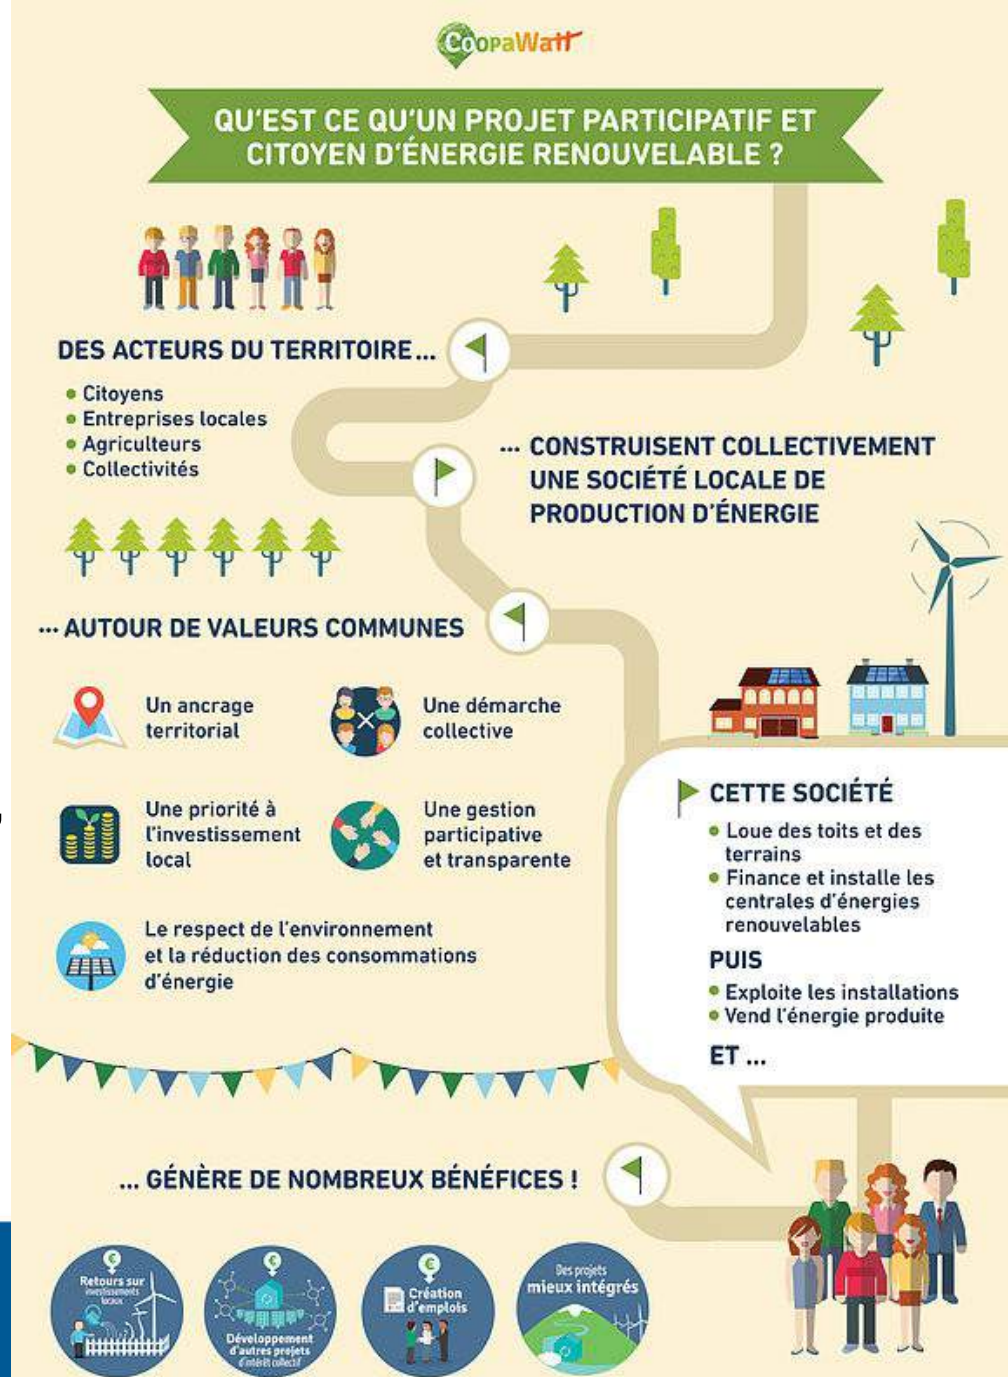 CoopaWatt
QU'EST CE QU'UN PROJET PARTICIPATIF ET
CITOYEN D'ÉNERGIE RENOUVELABLE ?
DES ACTEURS DU TERRITOIRE...
• Citoyens
• Entreprises locales
• Agriculteurs
• Collectivités
... CONSTRUISENT COLLECTIVEMENT
UNE SOCIÉTÉ LOCALE DE
PRODUCTION D'ÉNERGIE
... AUTOUR DE VALEURS COMMUNES
Un ancrage
territorial
Une démarche
collective
Une priorité à
l'investissement
local
Une gestion
participative
et transparente
Le respect de l'environnement
et la réduction des consommations
d'énergie
CETTE SOCIÉTÉ
• Loue des toits et des
terrains
• Finance et installe les
centrales d'énergies
renouvelables
PUIS
• Exploite les installations
• Vend l'énergie produite
ET ...
... GÉNÈRE DE NOMBREUX BÉNÉFICES !
€
Retours sur
investissements
locaux
€
Développement
d'autres projets
d'intérêt collectif
€
Création
d'emplois
Des projets
mieux intégrés